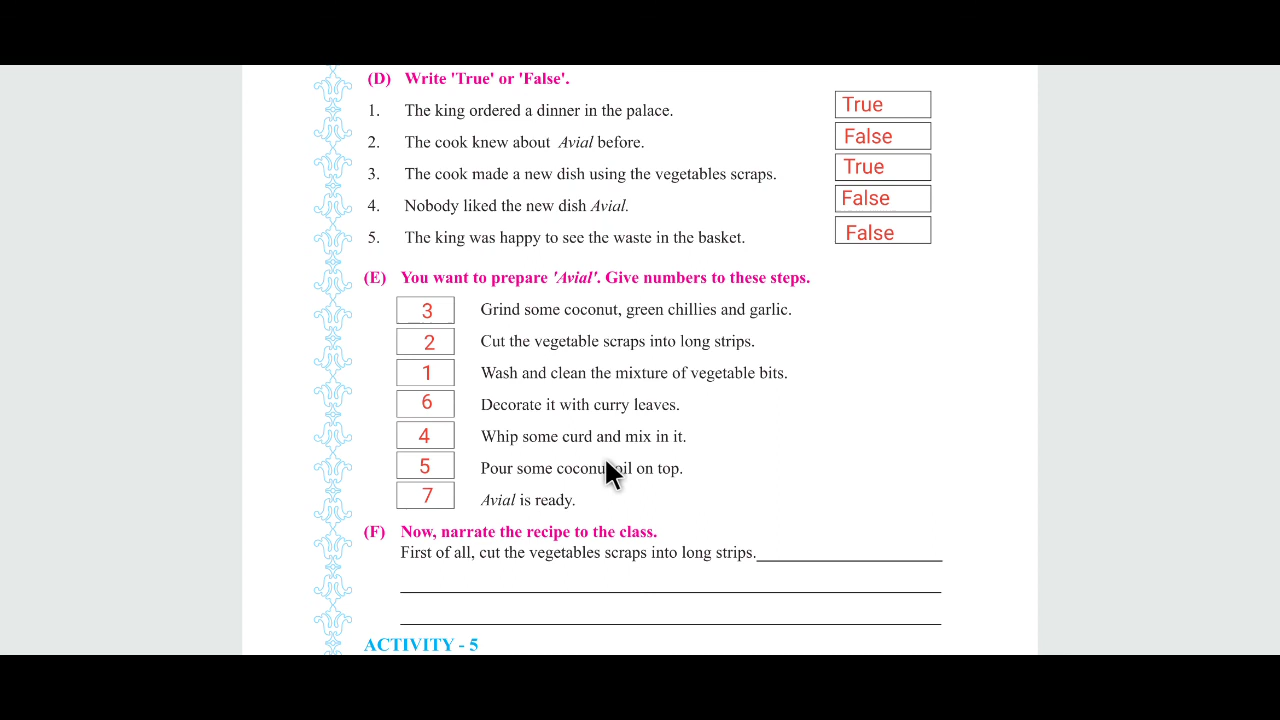 (D) Write 'True' or 'False'.
1. The king ordered a dinner in the palace. True
2. The cook knew about Avial before. False
3. The cook made a new dish using the vegetables scraps. True
4. Nobody liked the new dish Avial. False
5. The king was happy to see the waste in the basket. False
(E) You want to prepare 'Avial'. Give numbers to these steps.
3 Grind some coconut, green chillies and garlic.
2 Cut the vegetable scraps into long strips.
1 Wash and clean the mixture of vegetable bits.
6 Decorate it with curry leaves.
4 Whip some curd and mix in it.
5 Pour some coconut oil on top.
7 Avial is ready.
(F) Now, narrate the recipe to the class.
First of all, cut the vegetables scraps into long strips.
ACTIVITY - 5